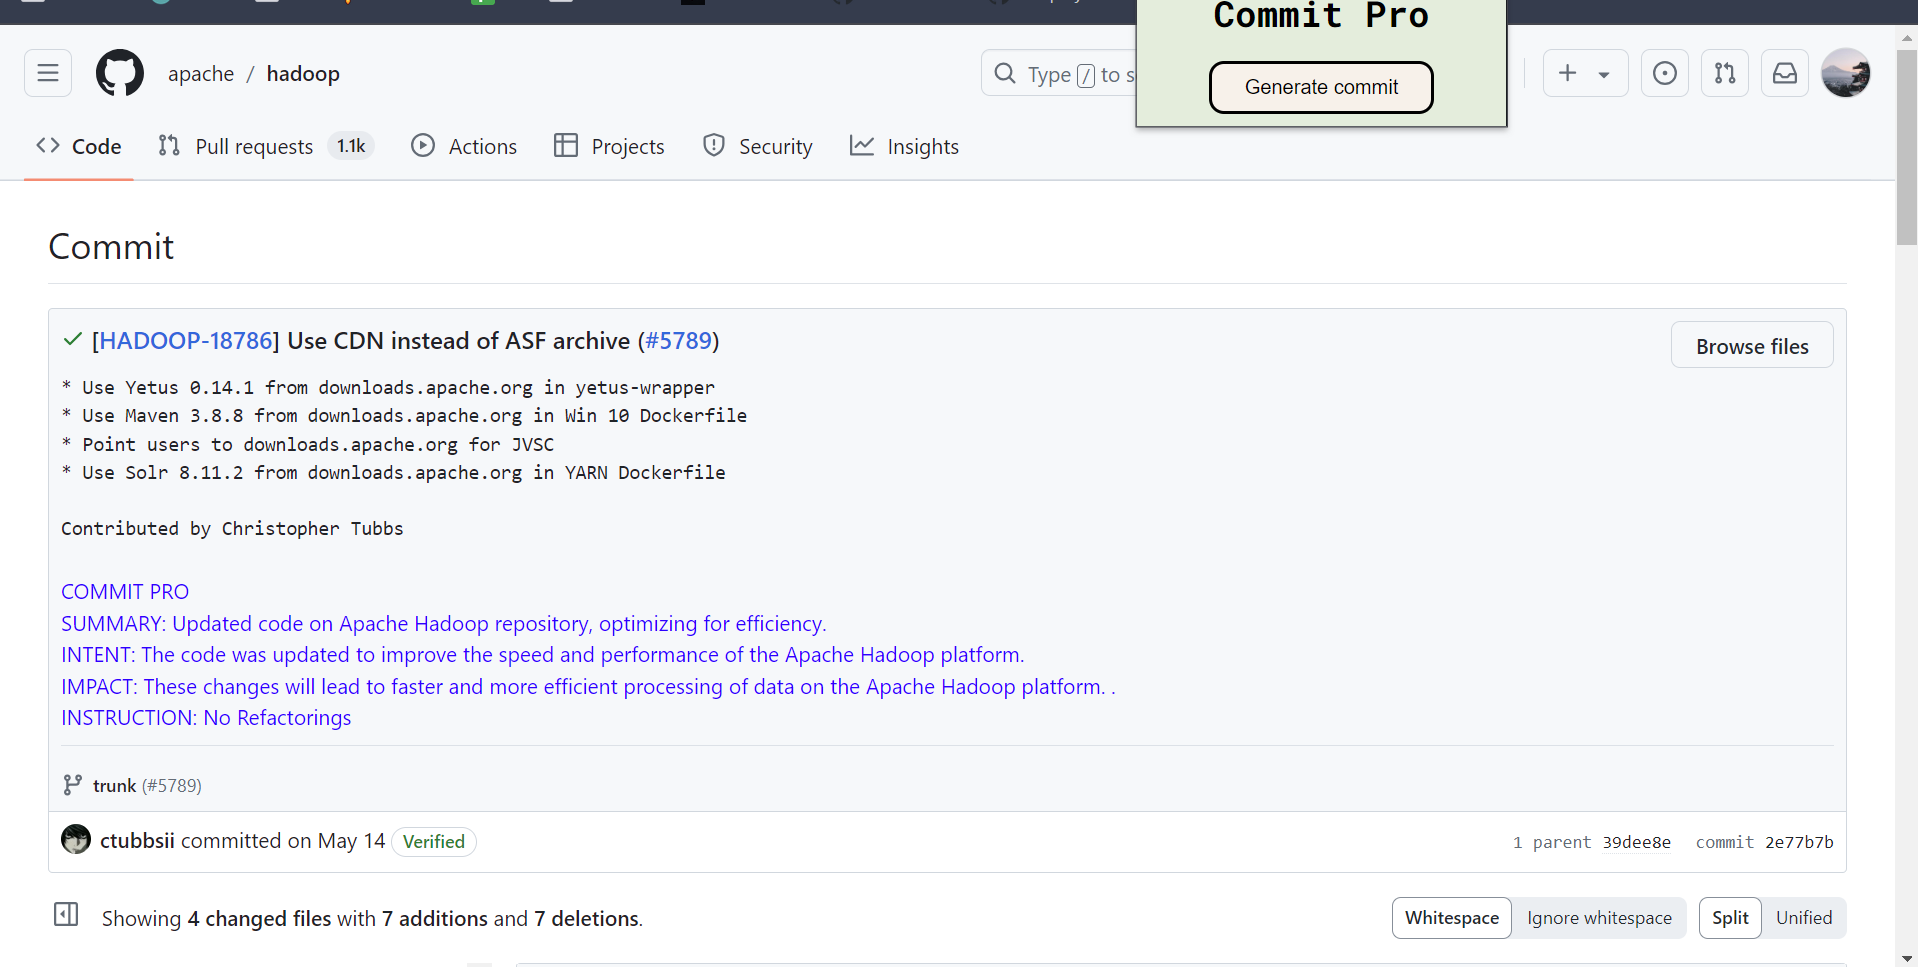 Commit Pro
Generate commit
apache / hadoop
Type / to s
Code
Pull requests 1.1k
Actions
Projects
Security
Insights
Commit
[HADOOP-18786] Use CDN instead of ASF archive (#5789)
Browse files
* Use Yetus 0.14.1 from downloads.apache.org in yetus-wrapper
* Use Maven 3.8.8 from downloads.apache.org in Win 10 Dockerfile
* Point users to downloads.apache.org for JVSC
* Use Solr 8.11.2 from downloads.apache.org in YARN Dockerfile
Contributed by Christopher Tubbs
COMMIT PRO
SUMMARY: Updated code on Apache Hadoop repository, optimizing for efficiency.
INTENT: The code was updated to improve the speed and performance of the Apache Hadoop platform.
IMPACT: These changes will lead to faster and more efficient processing of data on the Apache Hadoop platform. .
INSTRUCTION: No Refactorings
trunk (#5789)
ctubbsii committed on May 14 Verified
1 parent 39dee8e commit 2e77b7b
Showing 4 changed files with 7 additions and 7 deletions.
Whitespace Ignore whitespace Split Unified